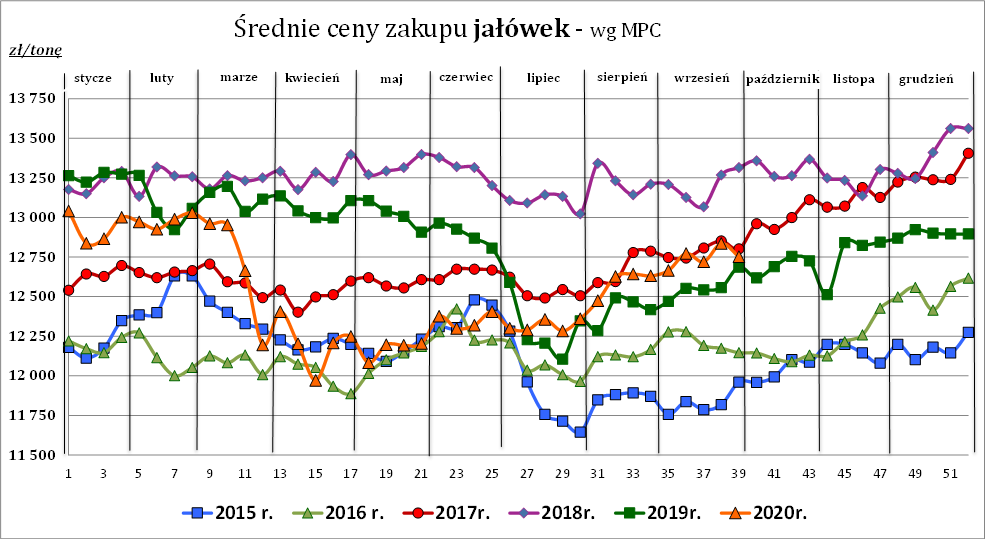 Średnie ceny zakupu jałówek - wg MPC
zł/tonę
stycze luty marze kwiecień maj czerwiec lipiec sierpień wrzesień październik listopa grudzień
13 750
13 500
13 250
13 000
12 750
12 500
12 250
12 000
11 750
11 500
1 3 5 7 9 11 13 15 17 19 21 23 25 27 29 31 33 35 37 39 41 43 45 47 49 51
2015 r. 2016 r. 2017r. 2018r. 2019r. 2020r.